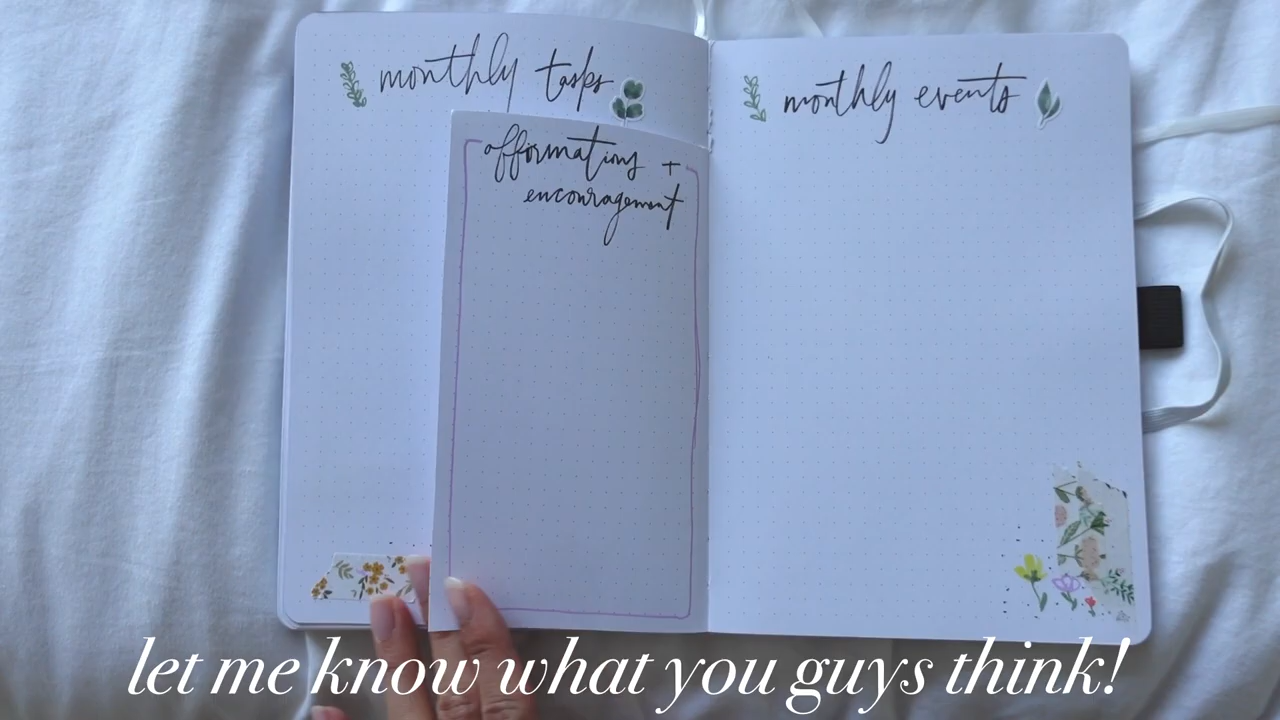 monthly tasks
affirmations +
encouragement
monthly events
let me know what you guys think!